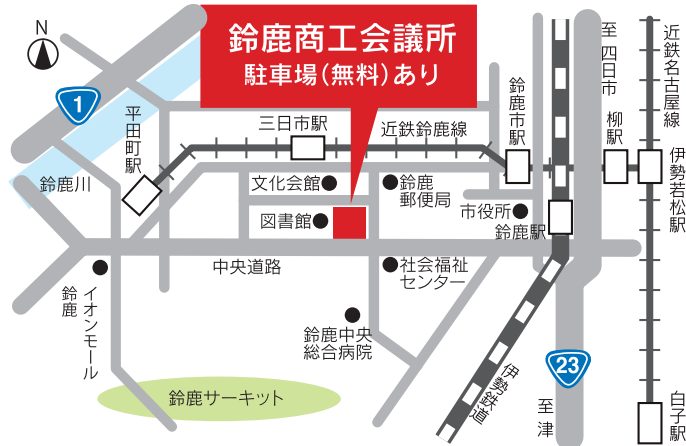 鈴鹿商工会議所
駐車場(無料)あり
N
1
平田町駅
三日市駅
近鉄鈴鹿線
鈴鹿市駅
至 四日市
柳駅
近鉄名古屋線
伊勢若松駅
鈴鹿川
文化会館
鈴鹿
郵便局
図書館
市役所
鈴鹿駅
中央道路
社会福祉
センター
イオンモール
鈴鹿
鈴鹿中央
総合病院
鈴鹿サーキット
伊勢鉄道
23
至 津
白子駅